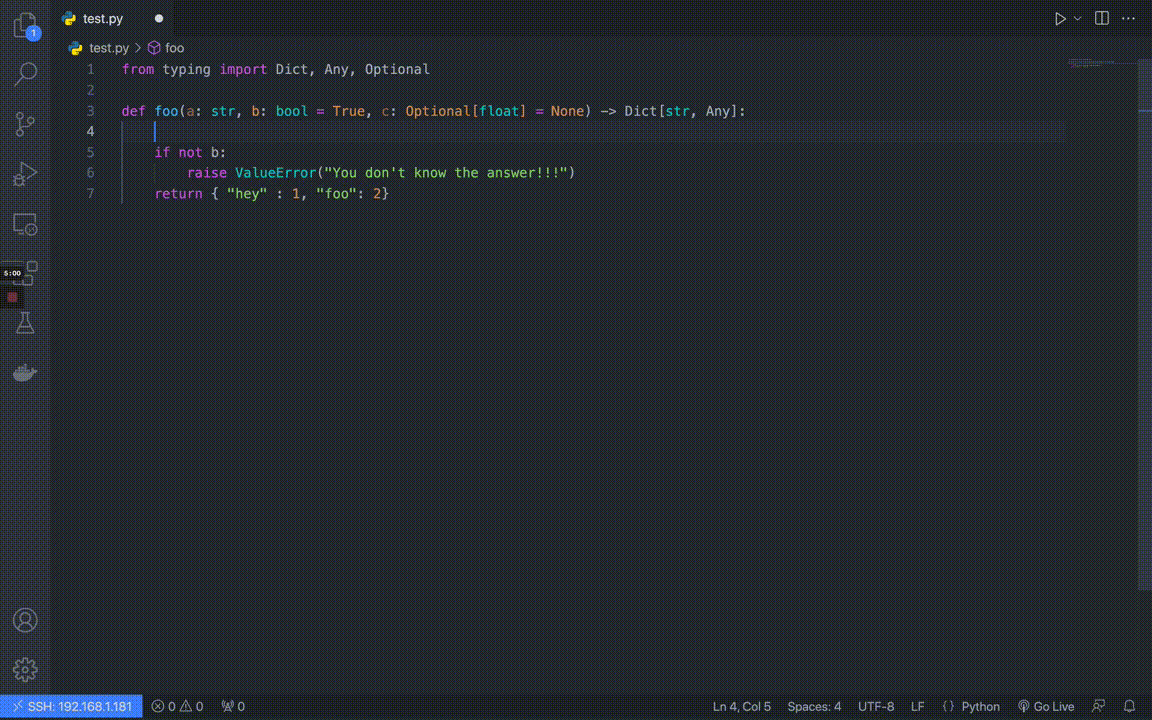 1
test.py
test.py > foo
1 from typing import Dict, Any, Optional
2
3 def foo(a: str, b: bool = True, c: Optional[float] = None) -> Dict[str, Any]:
4
5     if not b:
6         raise ValueError("You don't know the answer!!!")
7     return { "hey" : 1, "foo": 2}
5:00
SSH: 192.168.1.181 0 0 0 Ln 4, Col 5 Spaces: 4 UTF-8 LF {} Python Go Live